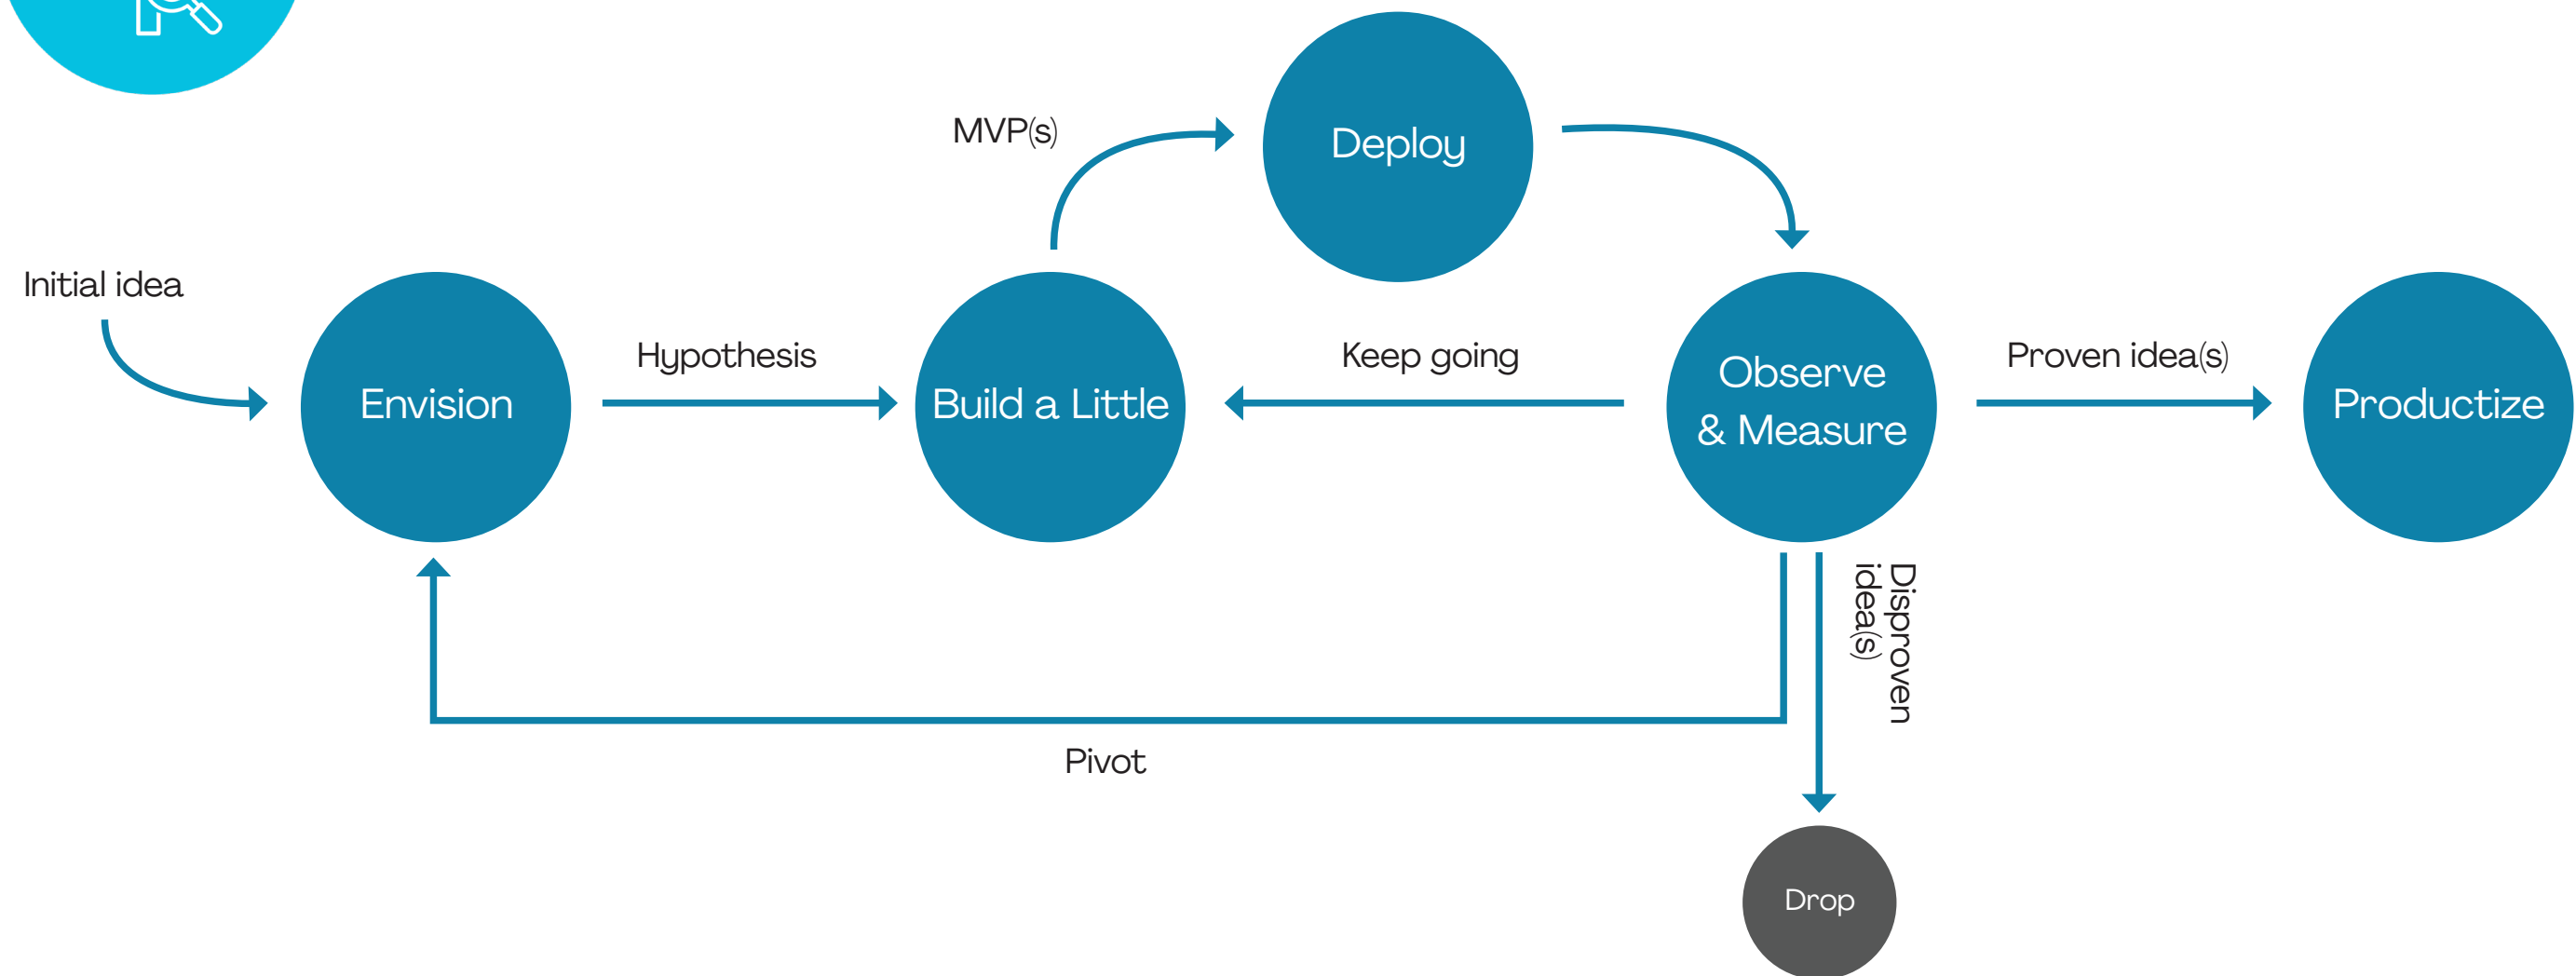 MVP(s)
Deploy
Initial idea
Hypothesis
Keep going
Proven idea(s)
Envision
Build a Little
Observe
& Measure
Productize
Disproven
idea(s)
Pivot
Drop